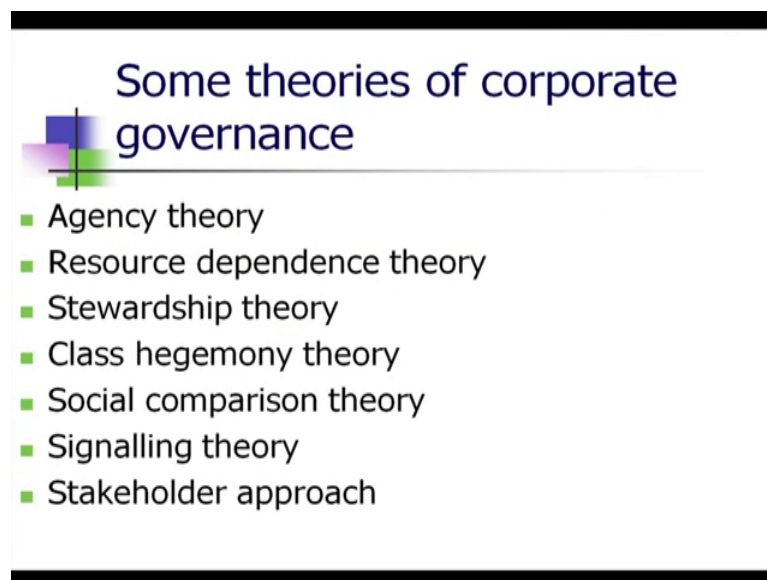 Some theories of corporate
governance
Agency theory
Resource dependence theory
Stewardship theory
Class hegemony theory
Social comparison theory
Signalling theory
Stakeholder approach